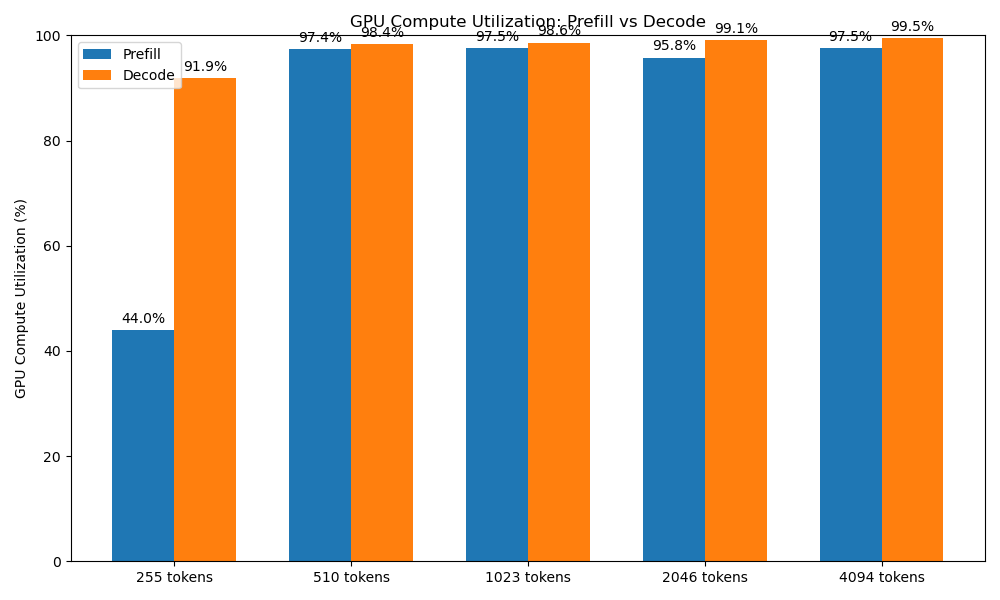 GPU Compute Utilization: Prefill vs Decode
Prefill
Decode
GPU Compute Utilization (%)
100
80
60
40
20
0
44.0%
91.9%
97.4%
98.4%
97.5%
98.6%
95.8%
99.1%
97.5%
99.5%
255 tokens
510 tokens
1023 tokens
2046 tokens
4094 tokens